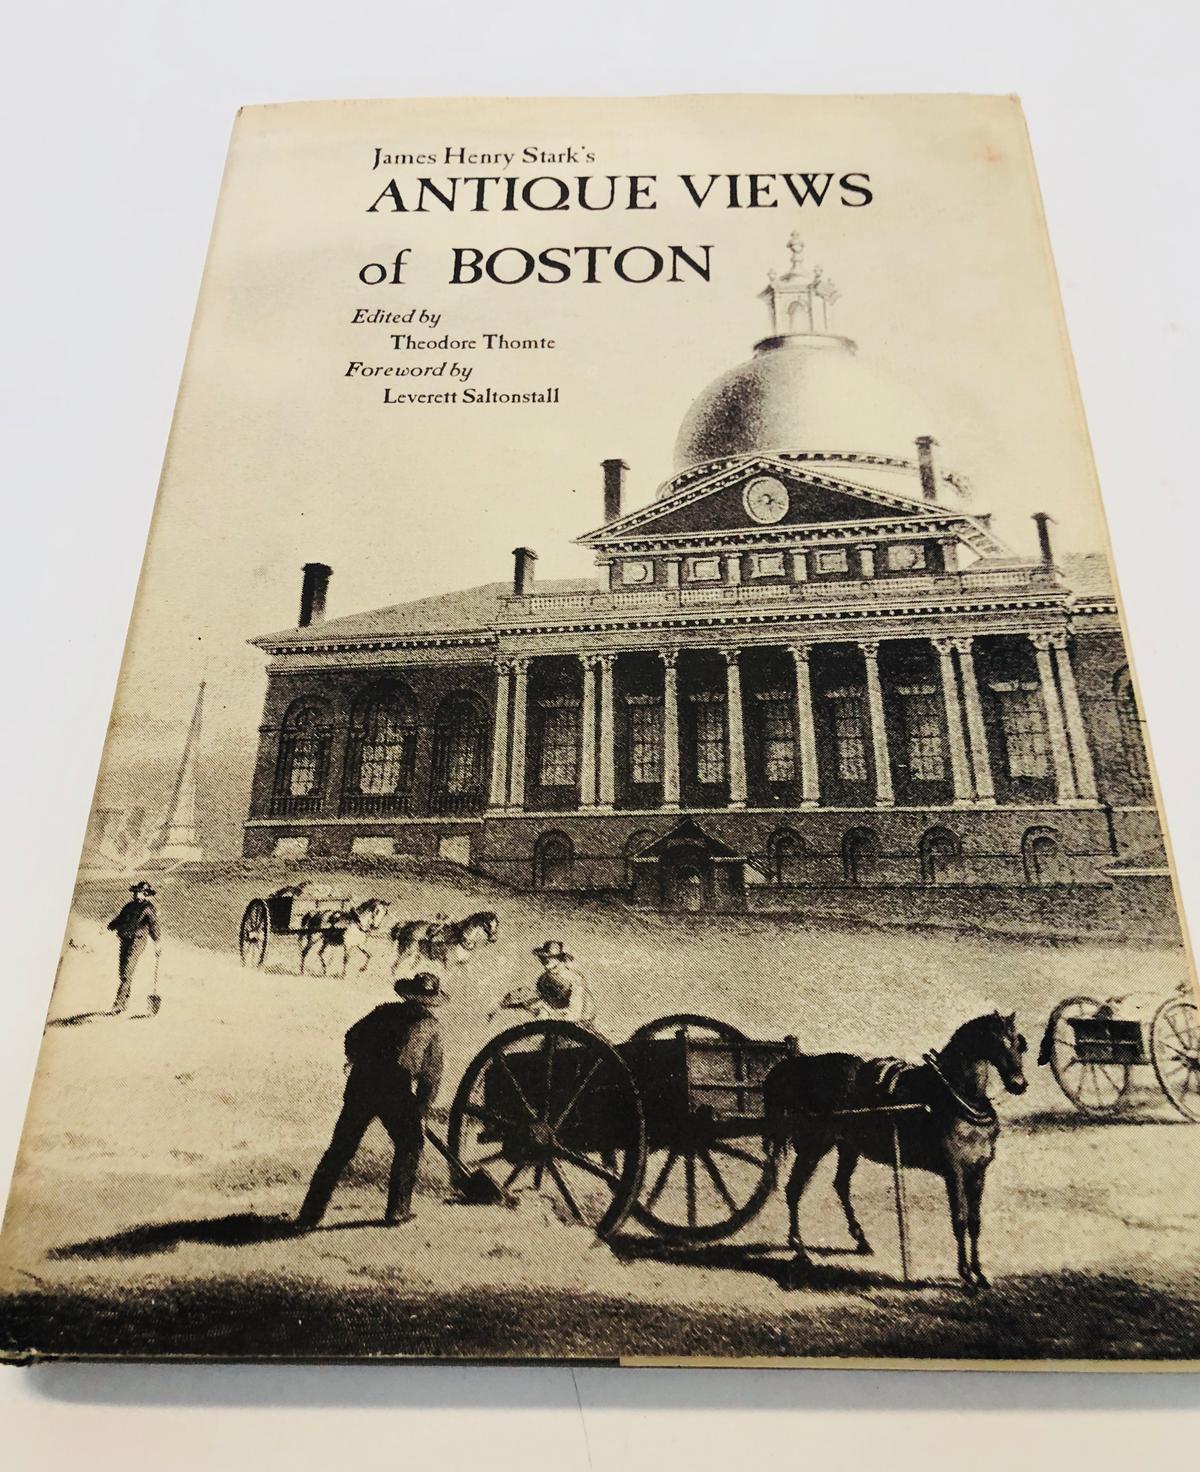 James Henry Stark's
ANTIQUE VIEWS
of BOSTON
Edited by
Theodore Thomte
Foreword by
Leverett Saltonstall